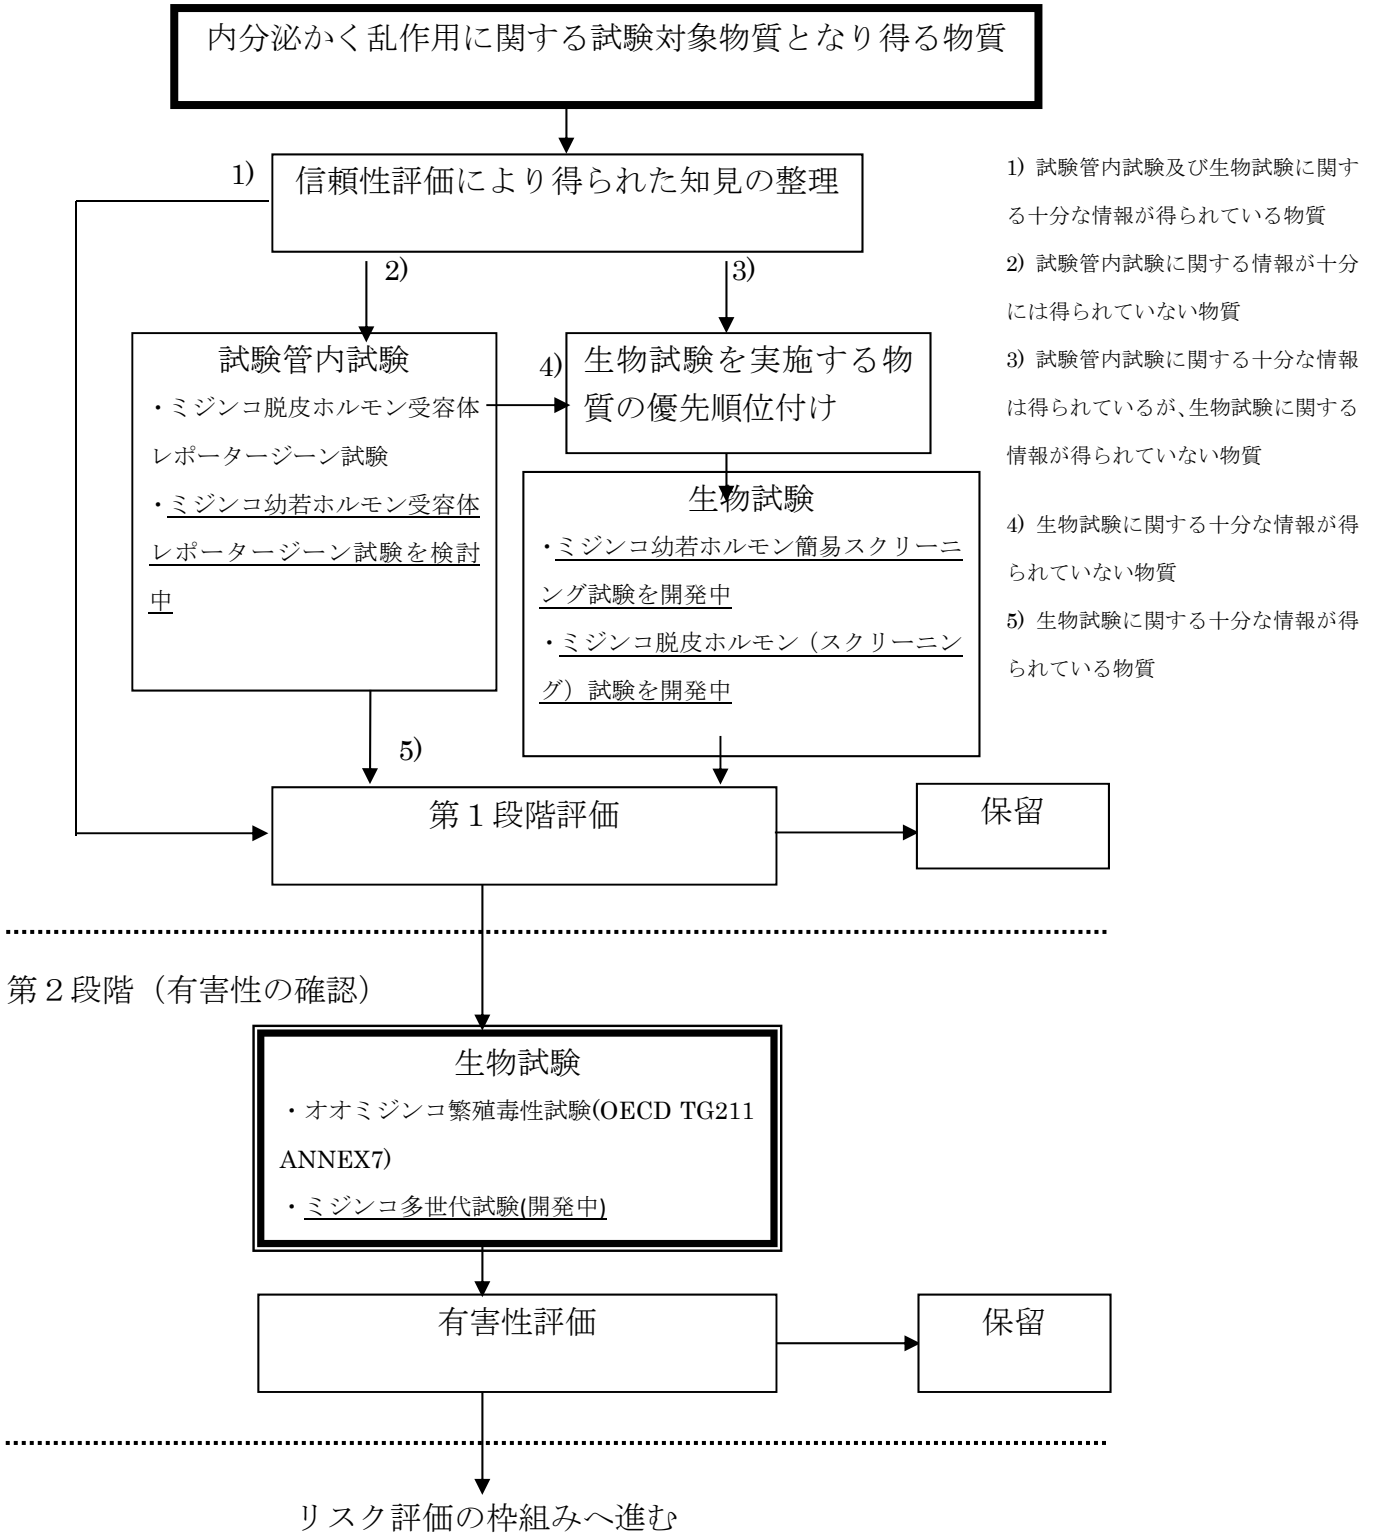 内分泌かく乱作用に関する試験対象物質となり得る物質
1)
信頼性評価により得られた知見の整理
2)
3)
試験管内試験
・ミジンコ脱皮ホルモン受容体
レポータージーン試験
・ミジンコ幼若ホルモン受容体
レポータージーン試験を検討
中
4)
生物試験を実施する物
質の優先順位付け
生物試験
・ミジンコ幼若ホルモン簡易スクリーニ
ング試験を開発中
・ミジンコ脱皮ホルモン（スクリーニン
グ）試験を開発中
1) 試験管内試験及び生物試験に関す
る十分な情報が得られている物質
2) 試験管内試験に関する情報が十分
には得られていない物質
3) 試験管内試験に関する十分な情報
は得られているが、生物試験に関する
情報が得られていない物質
4) 生物試験に関する十分な情報が得
られていない物質
5) 生物試験に関する十分な情報が得
られている物質
5)
第１段階評価
保留
第２段階（有害性の確認）
生物試験
・オオミジンコ繁殖毒性試験(OECD TG211
ANNEX7)
・ミジンコ多世代試験(開発中)
有害性評価
保留
リスク評価の枠組みへ進む